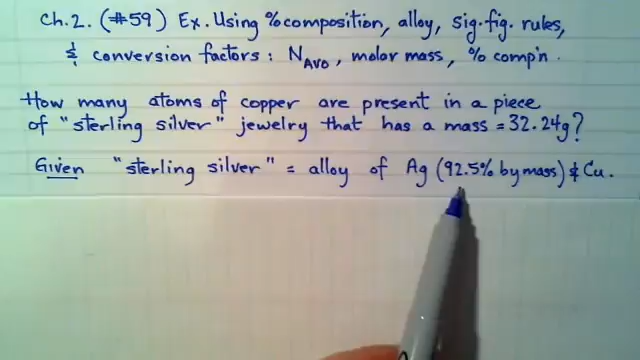 Ch.2. (#59) Ex. Using % composition, alloy, sig.fig. rules,
& conversion factors: N_AVO, molar mass, % comp'n.
How many atoms of copper are present in a piece
of "sterling silver" jewelry that has a mass = 32.24g?
Given "sterling silver" = alloy of Ag (92.5% by mass) & Cu.